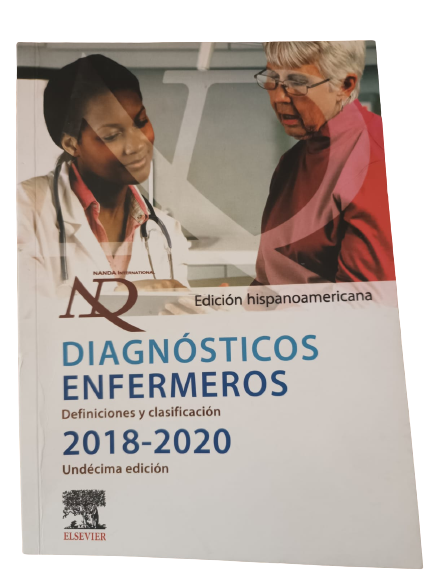 NANDA INTERNATIONAL
Edición hispanoamericana
DIAGNÓSTICOS
ENFERMEROS
Definiciones y clasificación
2018-2020
Undécima edición
ELSEVIER